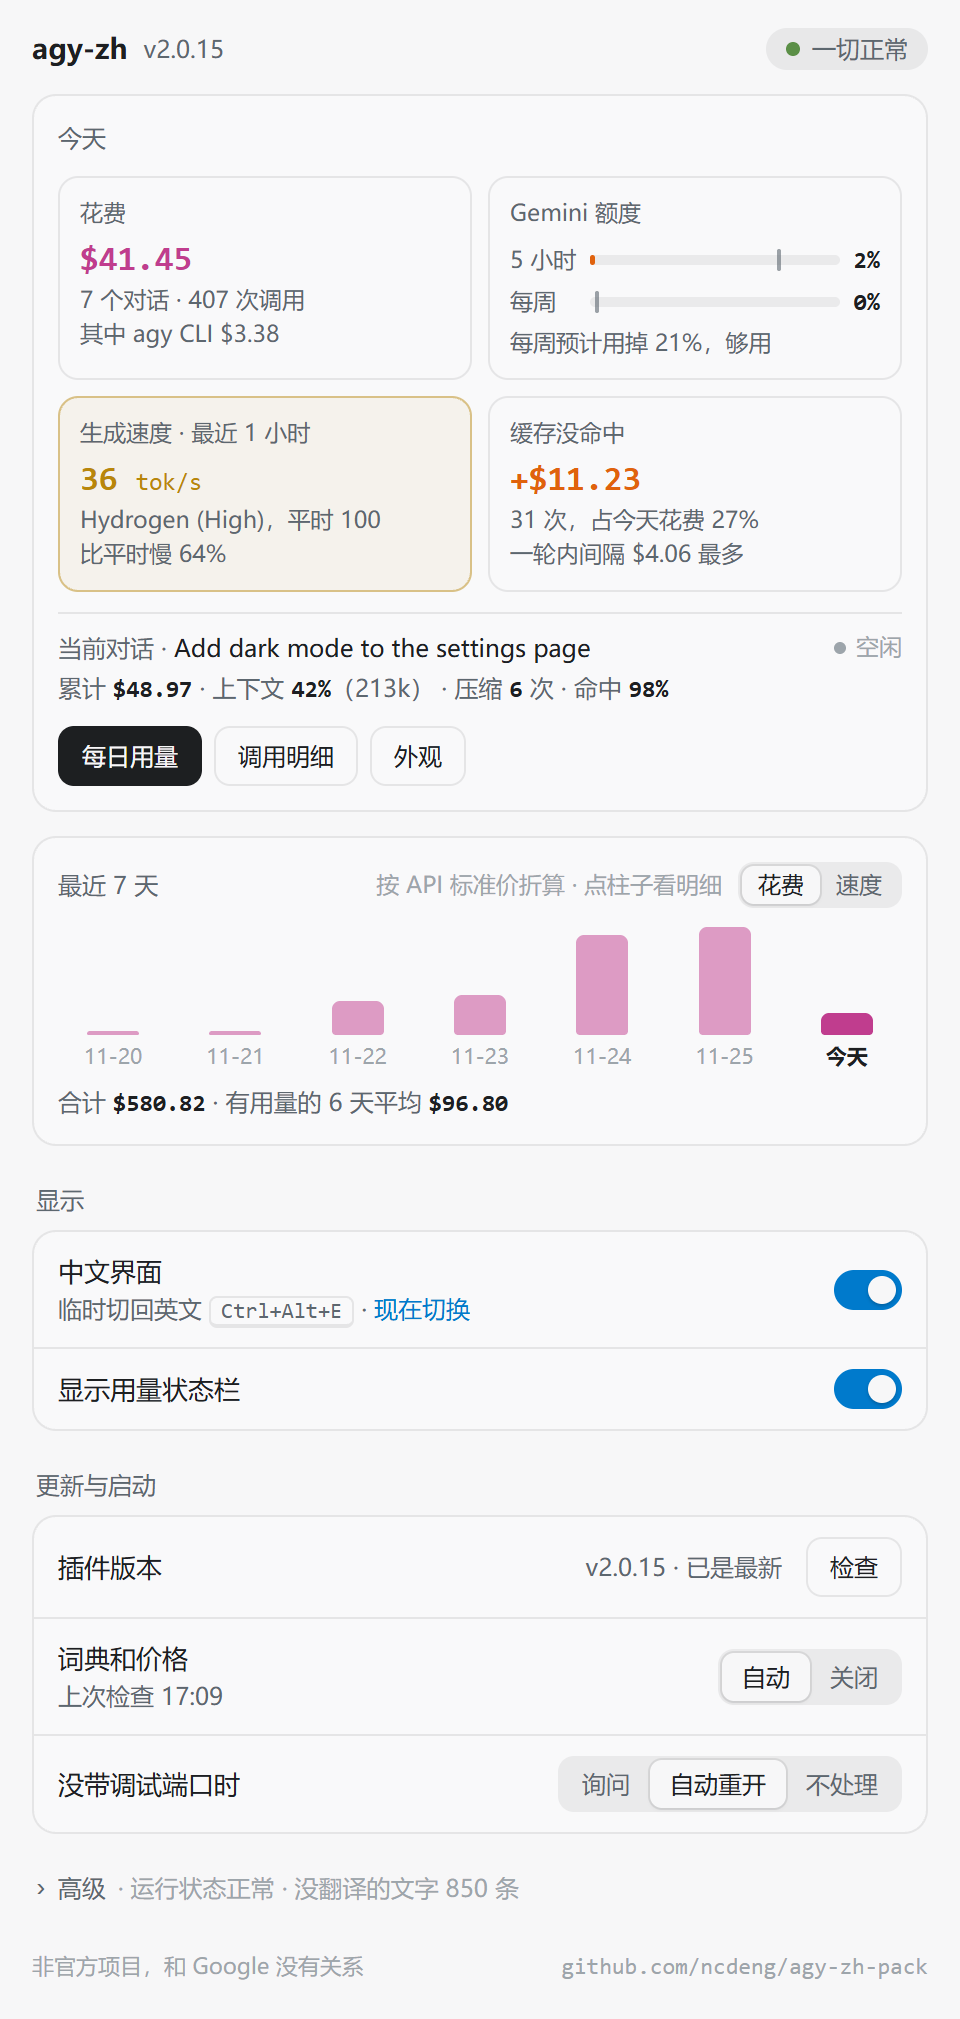 agy-zh v2.0.15
一切正常
今天
花费
$41.45
7 个对话 · 407 次调用
其中 agy CLI $3.38
Gemini 额度
5 小时 2%
每周 0%
每周预计用掉 21%，够用
生成速度 · 最近 1 小时
36 tok/s
Hydrogen (High)，平时 100
比平时慢 64%
缓存没命中
+$11.23
31 次，占今天花费 27%
一轮内间隔 $4.06 最多
当前对话 · Add dark mode to the settings page
空闲
累计 $48.97 · 上下文 42%（213k） · 压缩 6 次 · 命中 98%
每日用量 调用明细 外观
最近 7 天
按 API 标准价折算 · 点柱子看明细
花费 速度
11-20 11-21 11-22 11-23 11-24 11-25 今天
合计 $580.82 · 有用量的 6 天平均 $96.80
显示
中文界面
临时切回英文 Ctrl+Alt+E · 现在切换
显示用量状态栏
更新与启动
插件版本
v2.0.15 · 已是最新 检查
词典和价格
上次检查 17:09
自动 关闭
没带调试端口时
询问 自动重开 不处理
› 高级 · 运行状态正常 · 没翻译的文字 850 条
非官方项目，和 Google 没有关系
github.com/ncdeng/agy-zh-pack